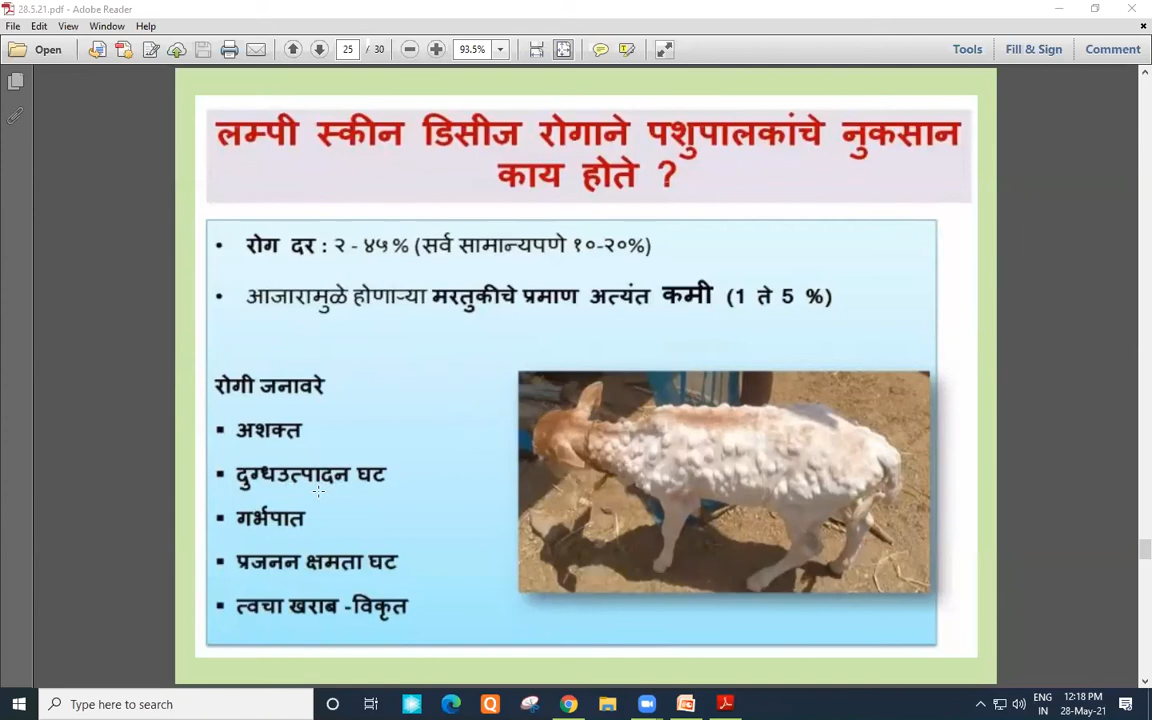 28.5.21.pdf - Adobe Reader
File Edit View Window Help
Open 25 / 30 93.5% Tools Fill & Sign Comment
लम्पी स्कीन डिसीज रोगाने पशुपालकांचे नुकसान
काय होते ?
• रोग दर : २ - ४५% (सर्व सामान्यपणे १०-२०%)
• आजारामुळे होणाऱ्या मरतुकीचे प्रमाण अत्यंत कमी (1 ते 5 %)
रोगी जनावरे
▪ अशक्त
▪ दुग्धउत्पादन घट
▪ गर्भपात
▪ प्रजनन क्षमता घट
▪ त्वचा खराब -विकृत
Type here to search
ENG 12:18 PM
IN 28-May-21